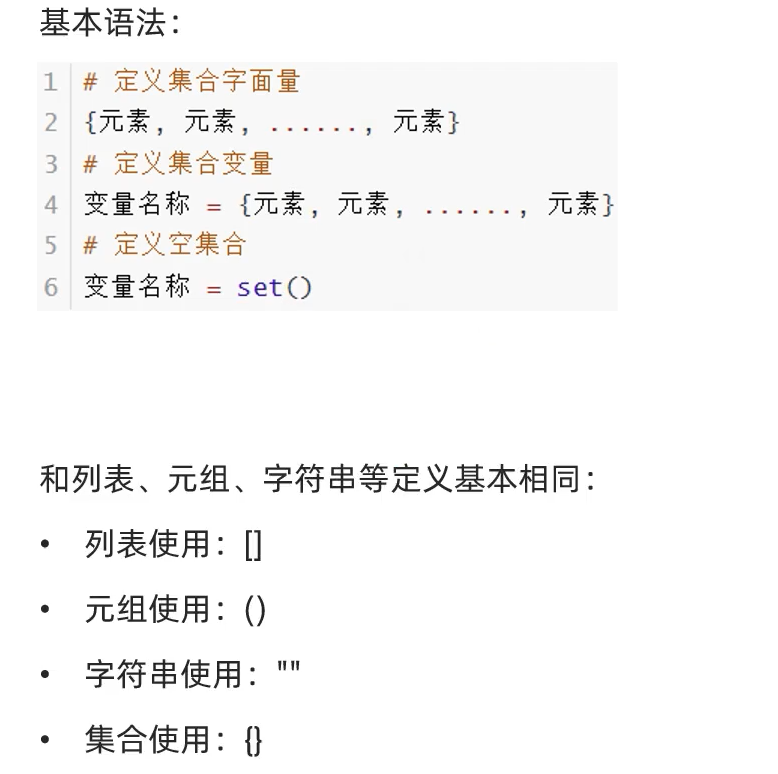 基本语法：
1 # 定义集合字面量
2 {元素, 元素, ......, 元素}
3 # 定义集合变量
4 变量名称 = {元素, 元素, ......, 元素}
5 # 定义空集合
6 变量名称 = set()
和列表、元组、字符串等定义基本相同：
• 列表使用：[]
• 元组使用：()
• 字符串使用：""
• 集合使用：{}